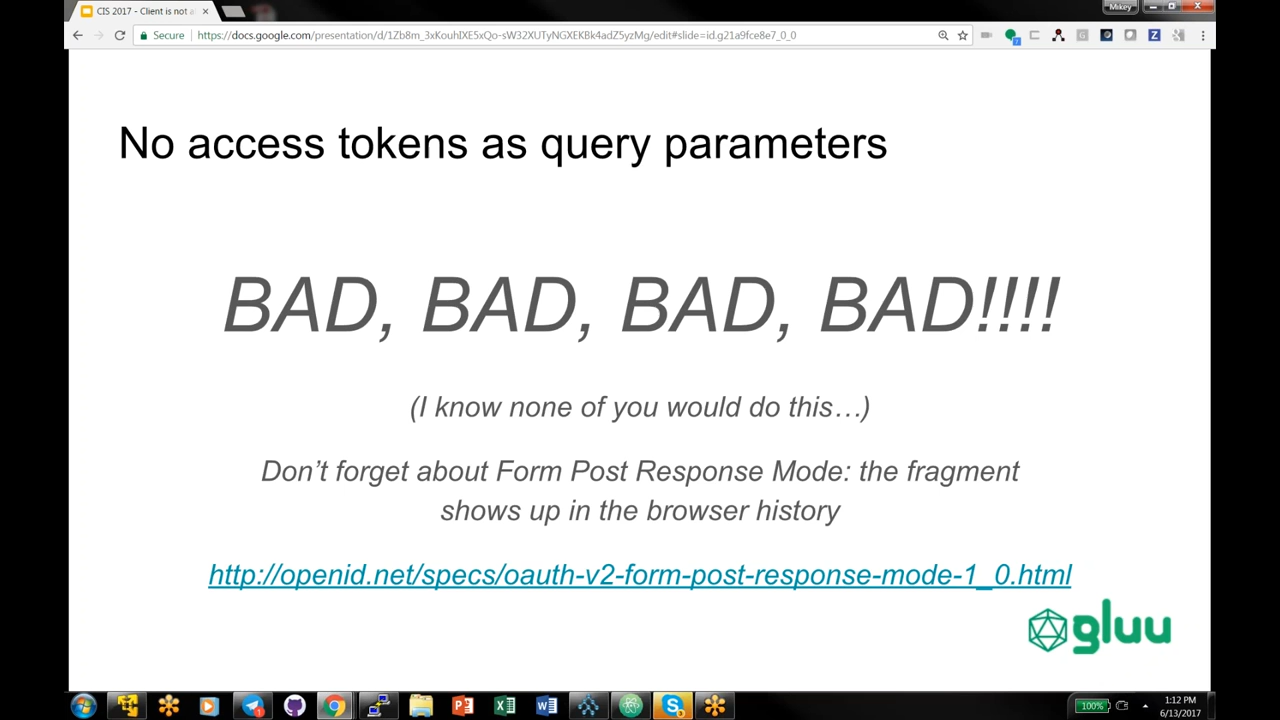 CIS 2017 - Client is not a
Mikey
Secure
https://docs.google.com/presentation/d/1Zb8m_3xKouhIXE5xQo-sW32XUTyNGXEKBk4adZ5yzMg/edit#slide=id.g21a9fce8e7_0_0
No access tokens as query parameters
BAD, BAD, BAD, BAD!!!!
(I know none of you would do this…)
Don’t forget about Form Post Response Mode: the fragment
shows up in the browser history
http://openid.net/specs/oauth-v2-form-post-response-mode-1_0.html
gluu
100%
1:12 PM
6/13/2017